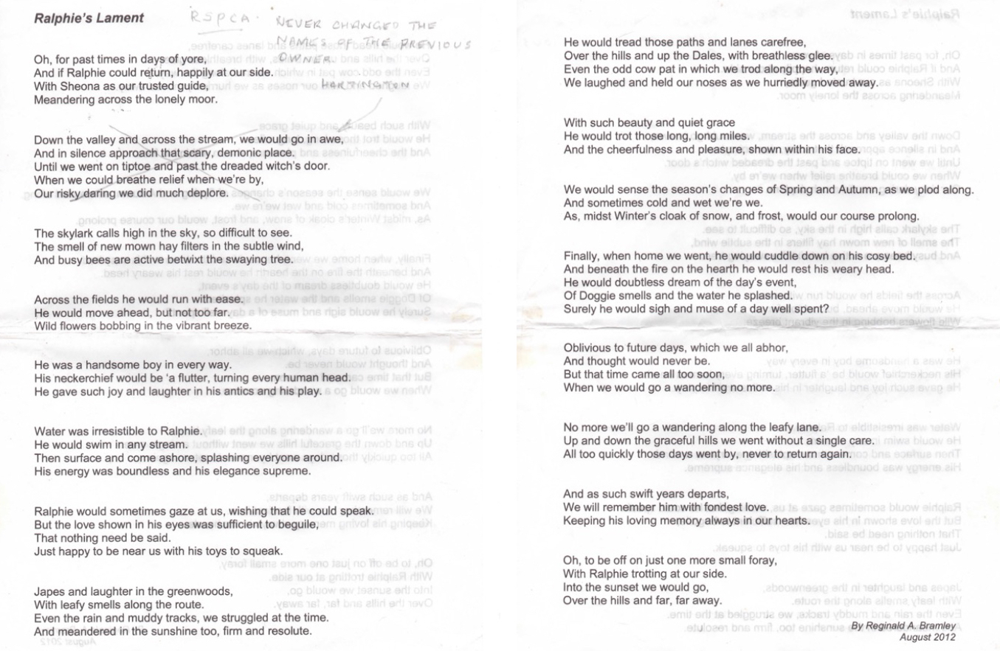 Ralphie's Lament
RSPCA. NEVER CHANGED THE
NAMES OF THE PREVIOUS
OWNER.
HARTINGTON
Oh, for past times in days of yore,
And if Ralphie could return, happily at our side.
With Sheona as our trusted guide,
Meandering across the lonely moor.
Down the valley and across the stream, we would go in awe,
And in silence approach that scary, demonic place.
Until we went on tiptoe and past the dreaded witch's door.
When we could breathe relief when we're by,
Our risky daring we did much deplore.
The skylark calls high in the sky, so difficult to see.
The smell of new mown hay filters in the subtle wind,
And busy bees are active betwixt the swaying tree.
Across the fields he would run with ease.
He would move ahead, but not too far.
Wild flowers bobbing in the vibrant breeze.
He was a handsome boy in every way.
His neckerchief would be 'a flutter, turning every human head.
He gave such joy and laughter in his antics and his play.
Water was irresistible to Ralphie.
He would swim in any stream.
Then surface and come ashore, splashing everyone around.
His energy was boundless and his elegance supreme.
Ralphie would sometimes gaze at us, wishing that he could speak.
But the love shown in his eyes was sufficient to beguile,
That nothing need be said.
Just happy to be near us with his toys to squeak.
Japes and laughter in the greenwoods,
With leafy smells along the route.
Even the rain and muddy tracks, we struggled at the time.
And meandered in the sunshine too, firm and resolute.
He would tread those paths and lanes carefree,
Over the hills and up the Dales, with breathless glee.
Even the odd cow pat in which we trod along the way,
We laughed and held our noses as we hurriedly moved away.
With such beauty and quiet grace
He would trot those long, long miles.
And the cheerfulness and pleasure, shown within his face.
We would sense the season's changes of Spring and Autumn, as we plod along.
And sometimes cold and wet we're we.
As, midst Winter's cloak of snow, and frost, would our course prolong.
Finally, when home we went, he would cuddle down on his cosy bed.
And beneath the fire on the hearth he would rest his weary head.
He would doubtless dream of the day's event,
Of Doggie smells and the water he splashed.
Surely he would sigh and muse of a day well spent?
Oblivious to future days, which we all abhor,
And thought would never be.
But that time came all too soon,
When we would go a wandering no more.
No more we'll go a wandering along the leafy lane.
Up and down the graceful hills we went without a single care.
All too quickly those days went by, never to return again.
And as such swift years departs,
We will remember him with fondest love.
Keeping his loving memory always in our hearts.
Oh, to be off on just one more small foray,
With Ralphie trotting at our side.
Into the sunset we would go,
Over the hills and far, far away.
By Reginald A. Bramley
August 2012